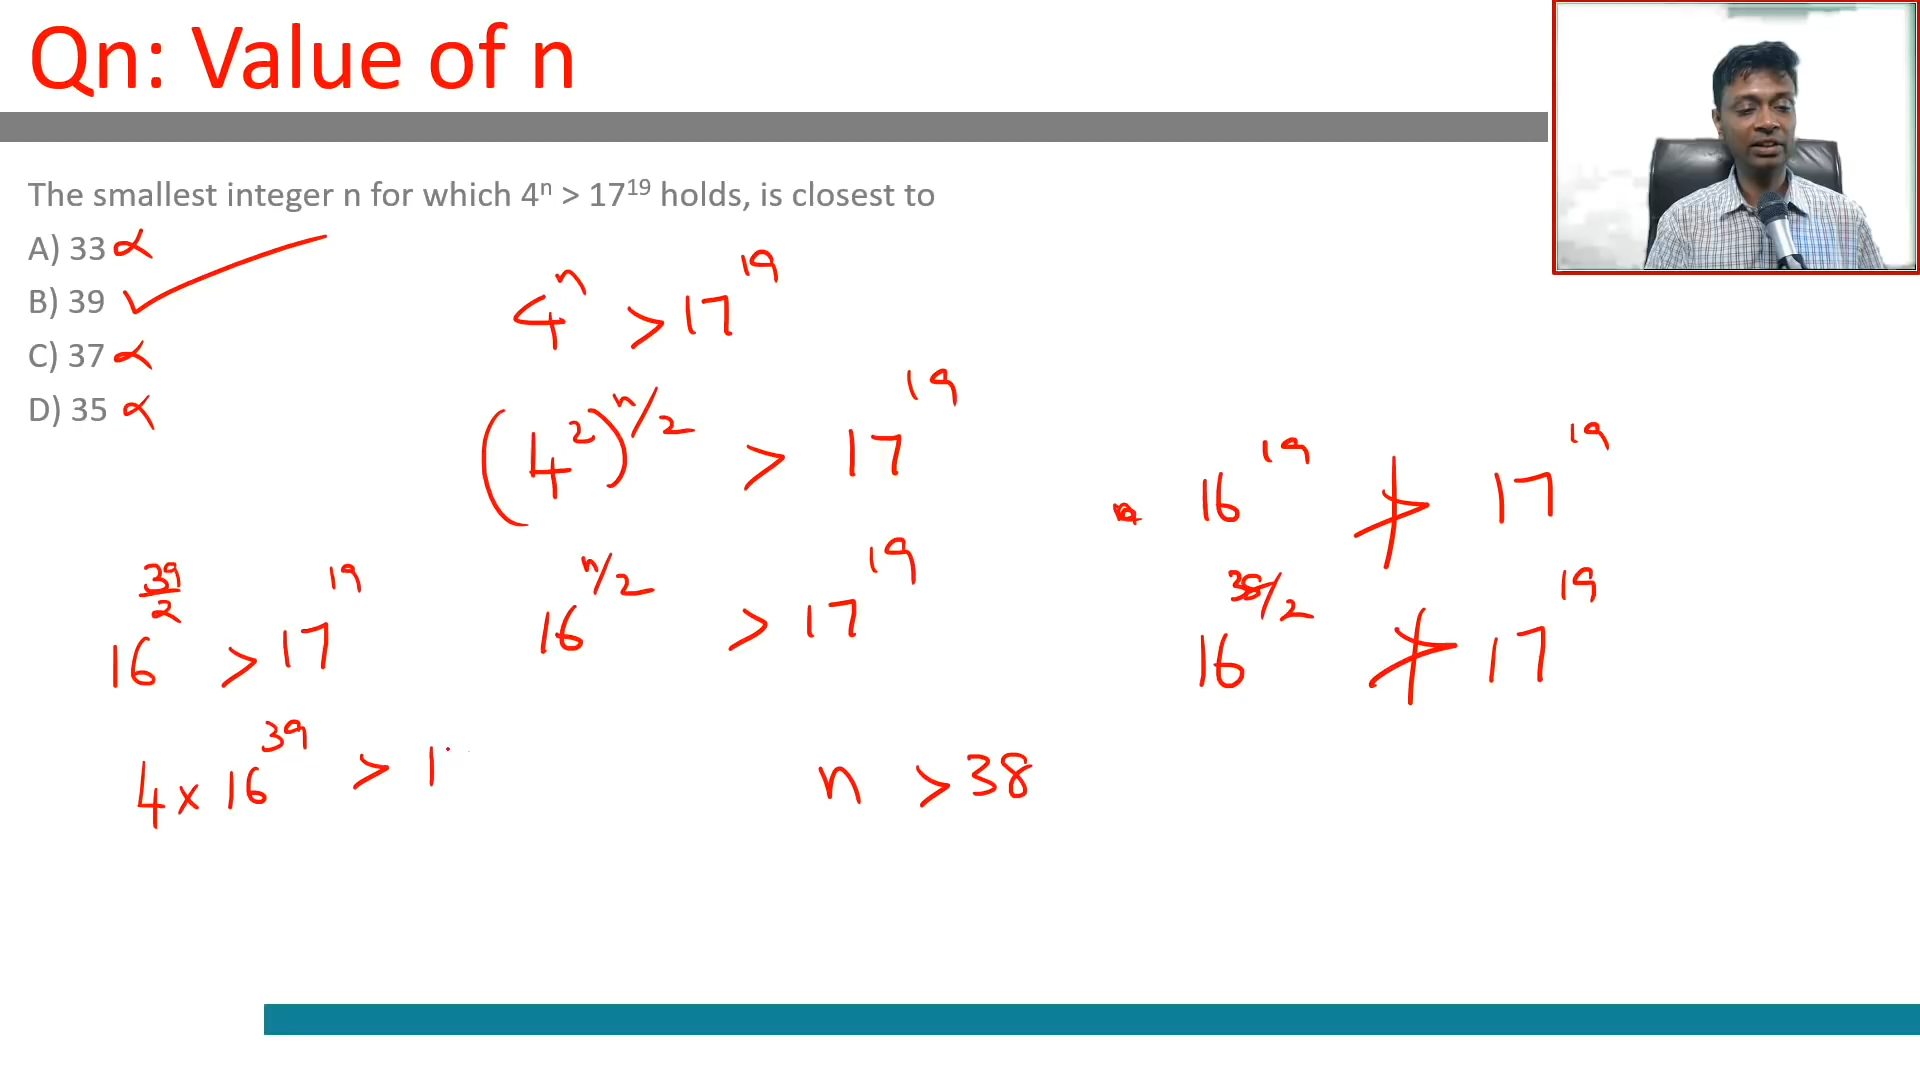 Qn: Value of n
The smallest integer n for which 4ⁿ > 17¹⁹ holds, is closest to
A) 33
B) 39
C) 37
D) 35
4ⁿ > 17¹⁹
(4²)^n/2 > 17¹⁹
16^n/2 > 17¹⁹
n > 38
16¹⁹ ≯ 17¹⁹
16^38/2 ≯ 17¹⁹
16^39/2 > 17¹⁹
4 × 16³⁹ > 1